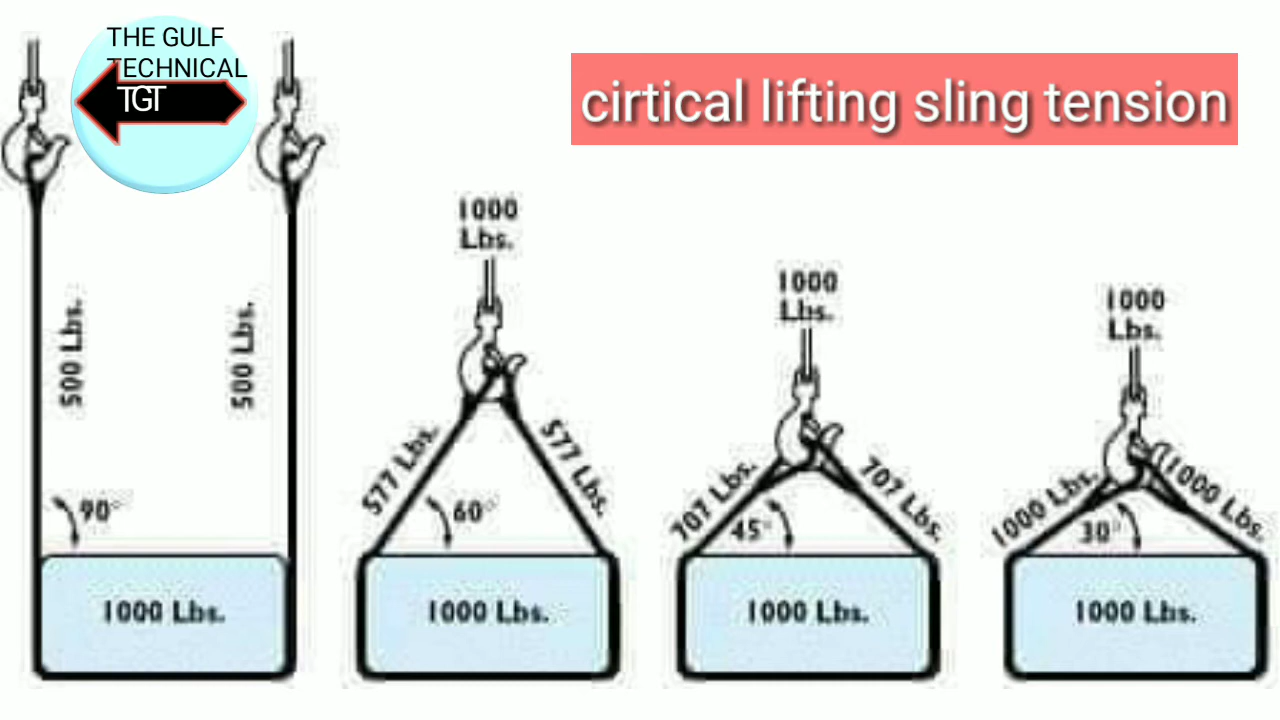 THE GULF
TECHNICAL
TGT
cirtical lifting sling tension
500 Lbs.
500 Lbs.
90°
1000 Lbs.
1000
Lbs.
577 Lbs.
577 Lbs.
60°
1000 Lbs.
1000
Lbs.
707 Lbs.
707 Lbs.
45°
1000 Lbs.
1000
Lbs.
1000 Lbs.
1000 Lbs.
30°
1000 Lbs.